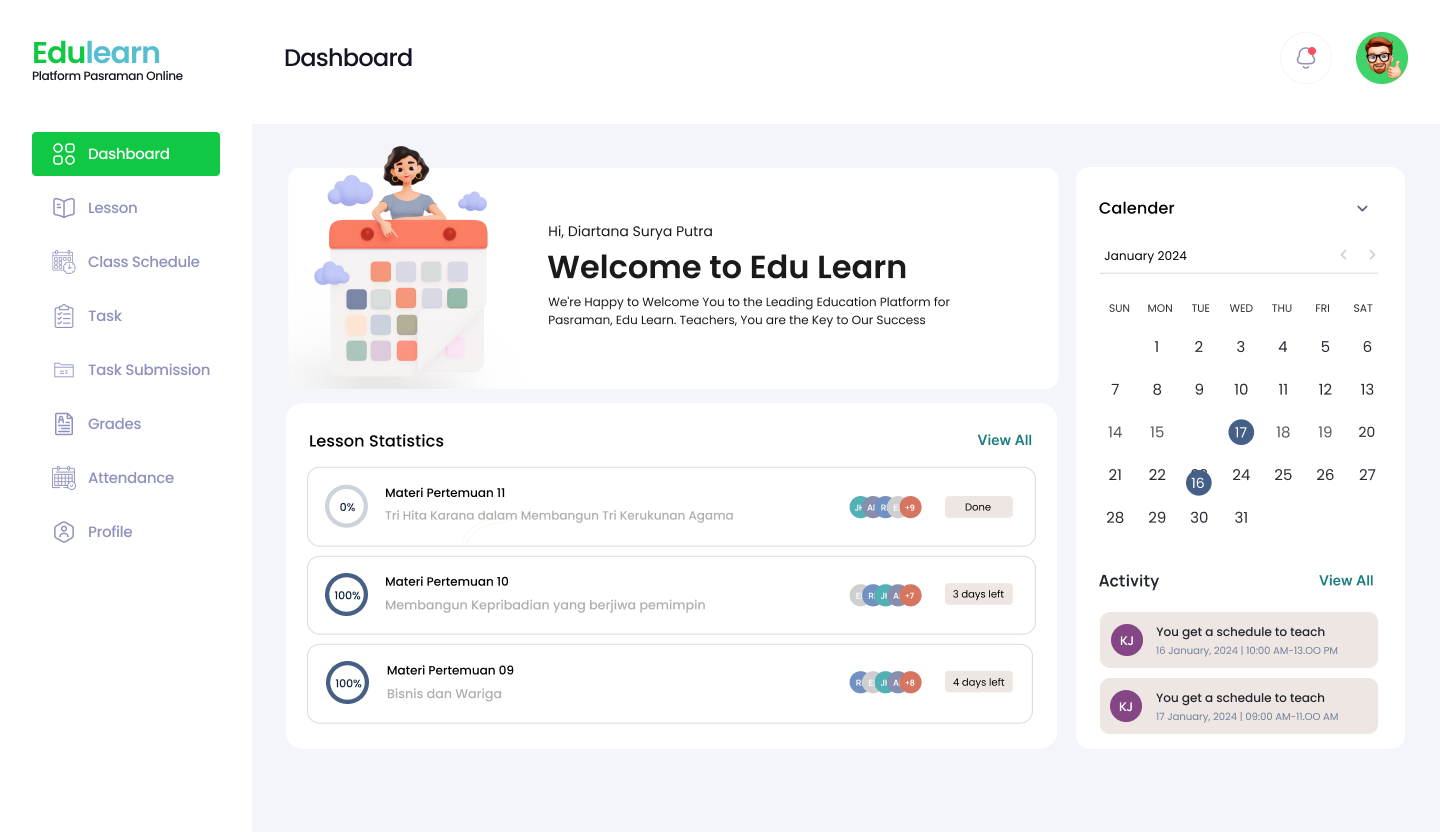 Edulearn
Platform Pasraman Online
Dashboard
Dashboard
Lesson
Class Schedule
Task
Task Submission
Grades
Attendance
Profile
Hi, Diartana Surya Putra
Welcome to Edu Learn
We're Happy to Welcome You to the Leading Education Platform for
Pasraman, Edu Learn. Teachers, You are the Key to Our Success
Lesson Statistics
View All
0%
Materi Pertemuan 11
Tri Hita Karana dalam Membangun Tri Kerukunan Agama
+9
Done
100%
Materi Pertemuan 10
Membangun Kepribadian yang berjiwa pemimpin
+7
3 days left
100%
Materi Pertemuan 09
Bisnis dan Wariga
+8
4 days left
Calender
January 2024
SUN MON TUE WED THU FRI SAT
1 2 3 4 5 6
7 8 9 10 11 12 13
14 15 17 18 19 20
21 22 16 24 25 26 27
28 29 30 31
Activity
View All
KJ
You get a schedule to teach
16 January, 2024 | 10:00 AM-13.OO PM
KJ
You get a schedule to teach
17 January, 2024 | 09:00 AM-11.OO AM